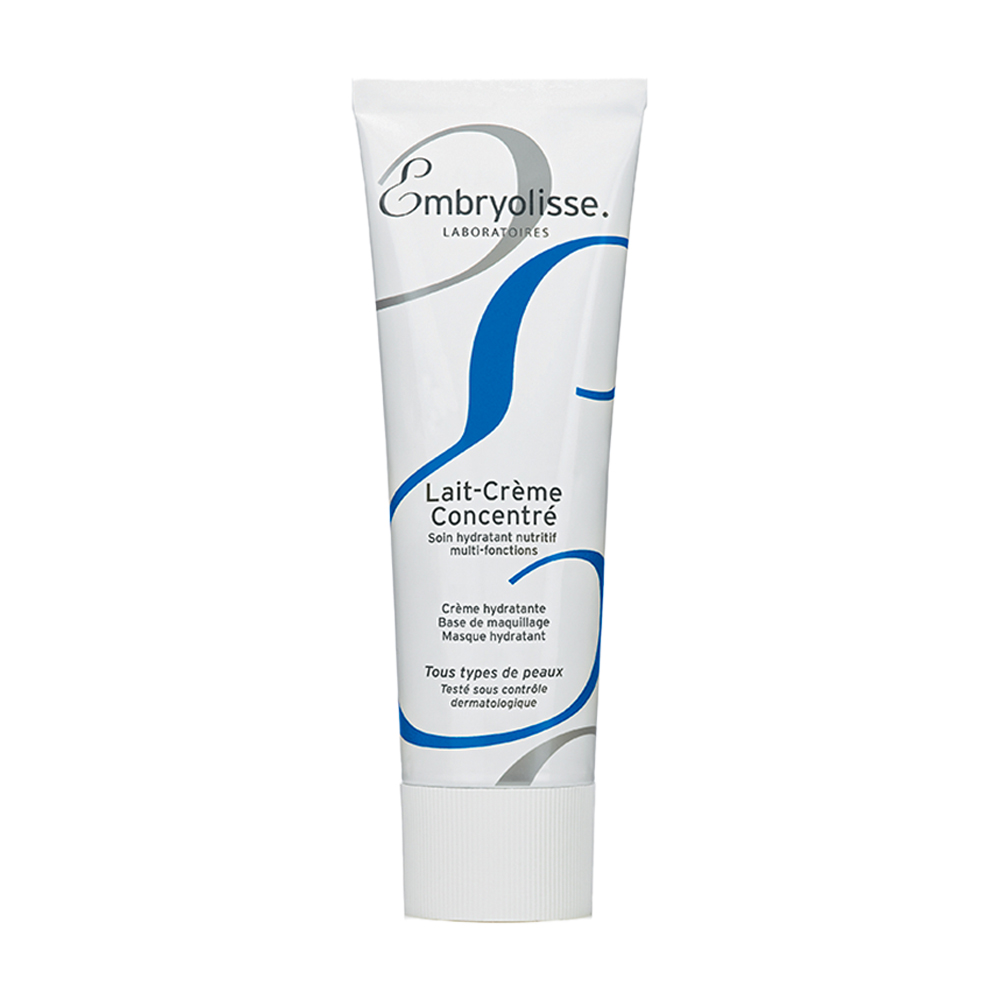 Embryolisse.
LABORATOIRES
Lait-Crème
Concentré
Soin hydratant nutritif
multi-fonctions
Crème hydratante
Base de maquillage
Masque hydratant
Tous types de peaux
Testé sous contrôle
dermatologique